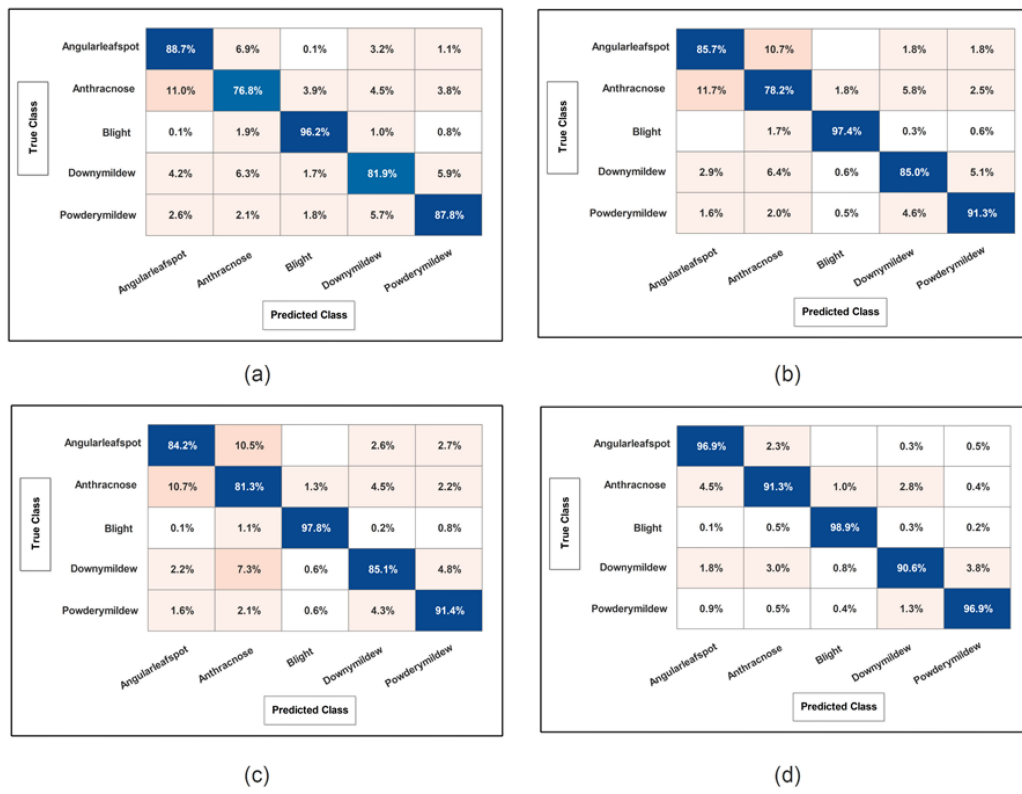 Angularleafspot 88.7% 6.9% 0.1% 3.2% 1.1%
Anthracnose 11.0% 76.8% 3.9% 4.5% 3.8%
Blight 0.1% 1.9% 96.2% 1.0% 0.8%
Downymildew 4.2% 6.3% 1.7% 81.9% 5.9%
Powderymildew 2.6% 2.1% 1.8% 5.7% 87.8%
True Class
Angularleafspot Anthracnose Blight Downymildew Powderymildew
Predicted Class
(a)
Angularleafspot 85.7% 10.7% 1.8% 1.8%
Anthracnose 11.7% 78.2% 1.8% 5.8% 2.5%
Blight 1.7% 97.4% 0.3% 0.6%
Downymildew 2.9% 6.4% 0.6% 85.0% 5.1%
Powderymildew 1.6% 2.0% 0.5% 4.6% 91.3%
True Class
Angularleafspot Anthracnose Blight Downymildew Powderymildew
Predicted Class
(b)
Angularleafspot 84.2% 10.5% 2.6% 2.7%
Anthracnose 10.7% 81.3% 1.3% 4.5% 2.2%
Blight 0.1% 1.1% 97.8% 0.2% 0.8%
Downymildew 2.2% 7.3% 0.6% 85.1% 4.8%
Powderymildew 1.6% 2.1% 0.6% 4.3% 91.4%
True Class
Angularleafspot Anthracnose Blight Downymildew Powderymildew
Predicted Class
(c)
Angularleafspot 96.9% 2.3% 0.3% 0.5%
Anthracnose 4.5% 91.3% 1.0% 2.8% 0.4%
Blight 0.1% 0.5% 98.9% 0.3% 0.2%
Downymildew 1.8% 3.0% 0.8% 90.6% 3.8%
Powderymildew 0.9% 0.5% 0.4% 1.3% 96.9%
True Class
Angularleafspot Anthracnose Blight Downymildew Powderymildew
Predicted Class
(d)